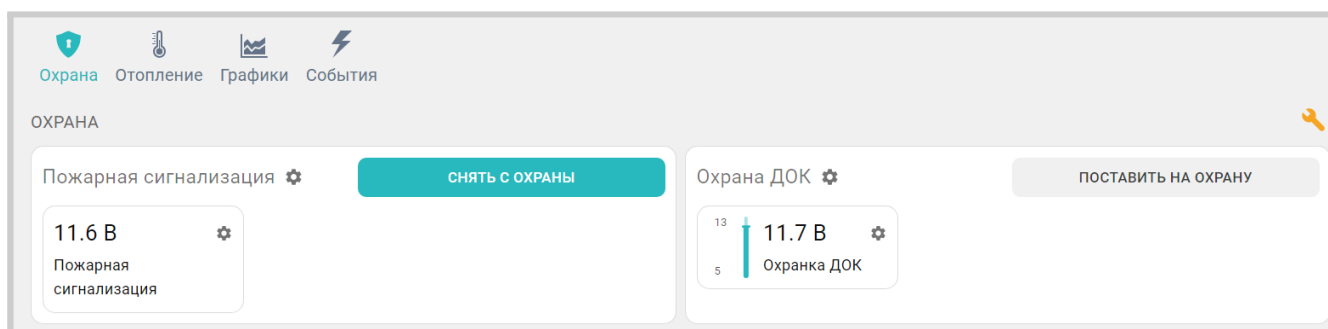 Охрана Отопление Графики События
ОХРАНА
Пожарная сигнализация СНЯТЬ С ОХРАНЫ
11.6 В
Пожарная
сигнализация
Охрана ДОК ПОСТАВИТЬ НА ОХРАНУ
13
11.7 В
5
Охранка ДОК